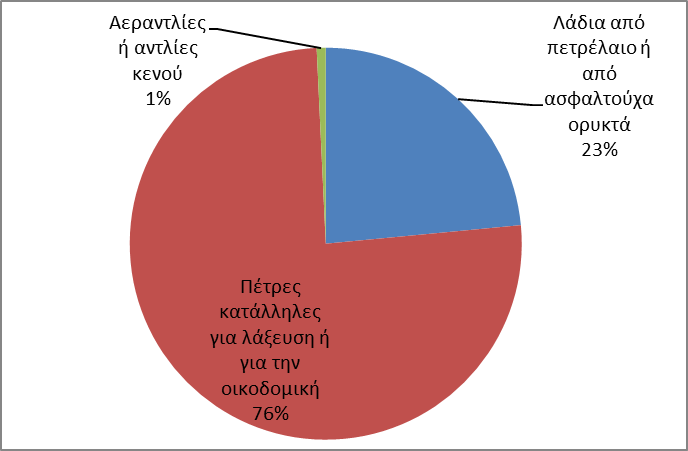 Αεραντλίες
ή αντλίες
κενού
1%
Λάδια από
πετρέλαιο ή
από
ασφαλτούχα
ορυκτά
23%
Πέτρες
κατάλληλες
για λάξευση ή
για την
οικοδομική
76%